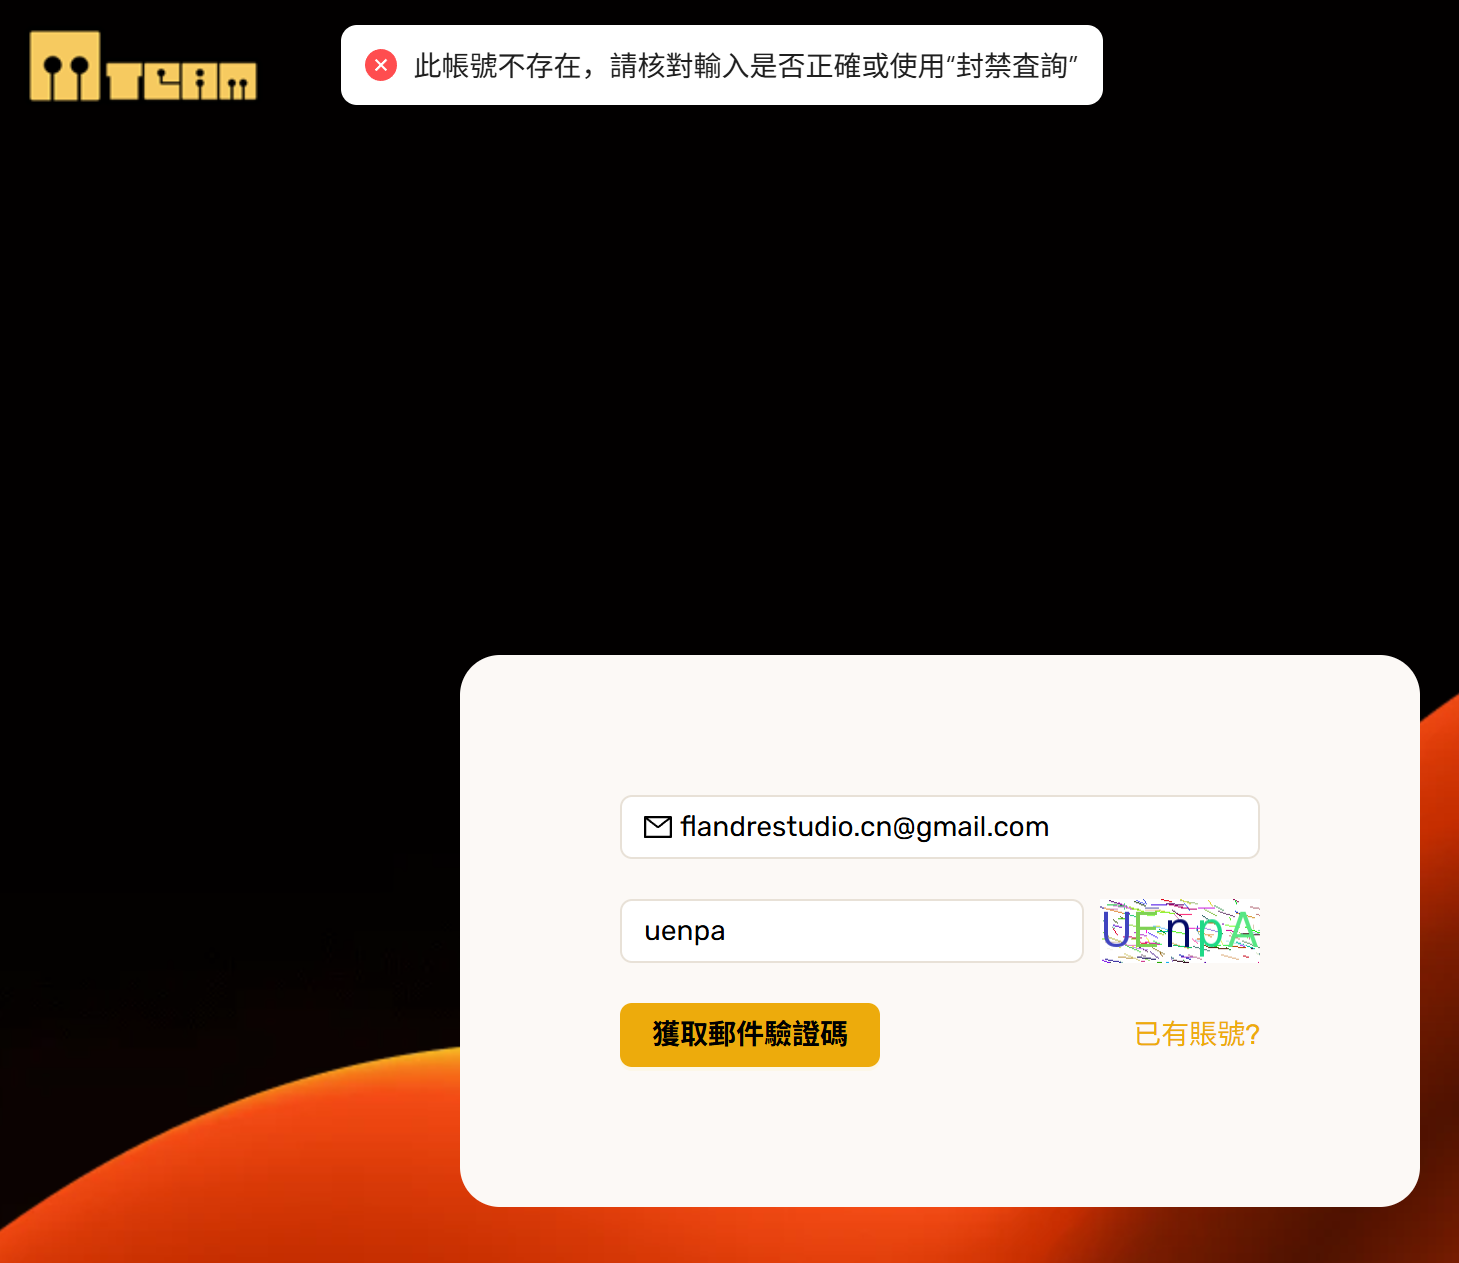 m TEAM
此帳號不存在，請核對輸入是否正確或使用“封禁查詢”
flandrestudio.cn@gmail.com
uenpa
UEnpA
獲取郵件驗證碼
已有賬號?